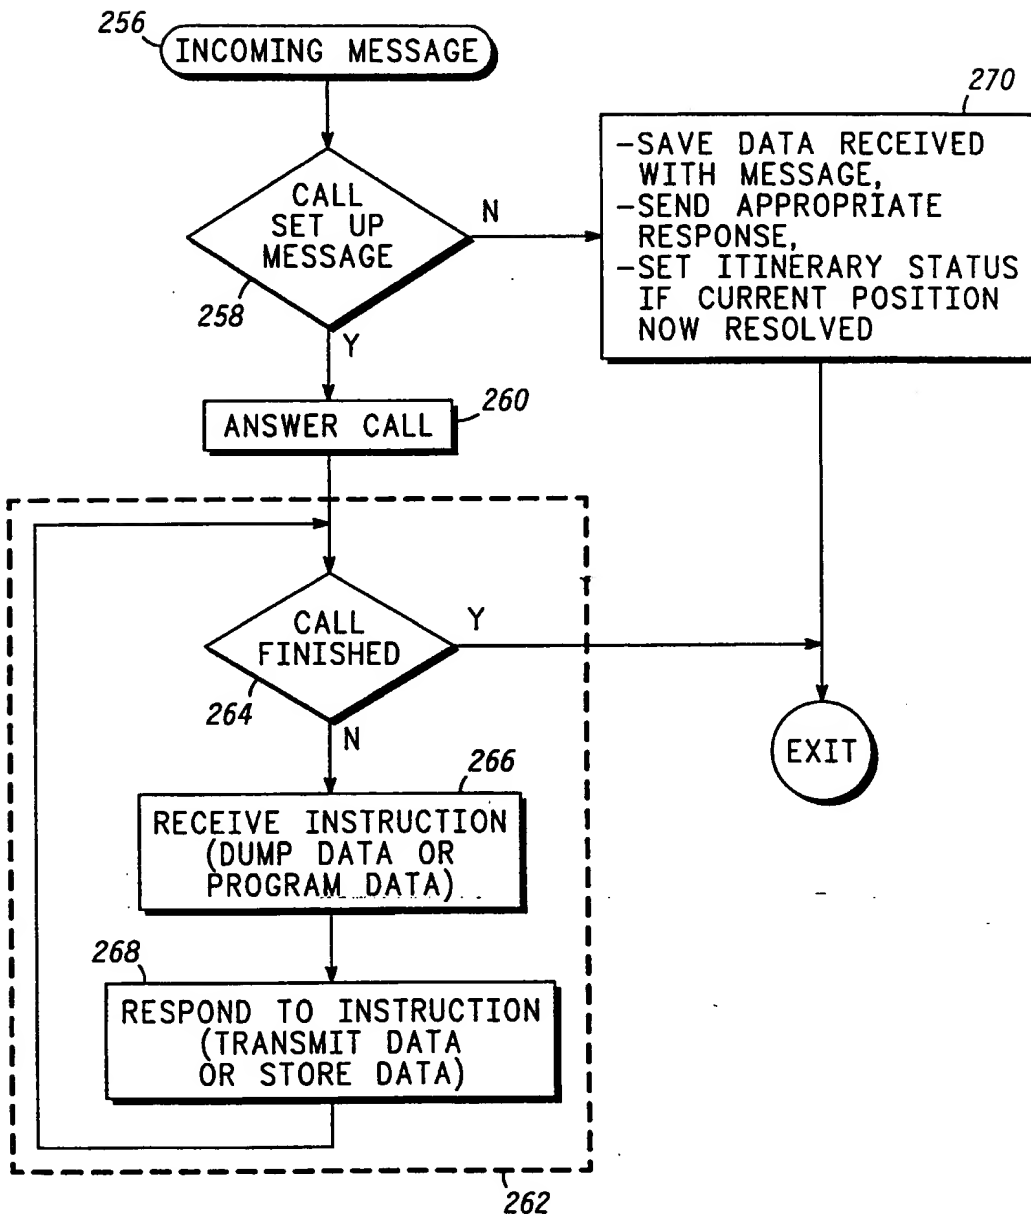 256
INCOMING MESSAGE
CALL
SET UP
MESSAGE
258
N
Y
270
-SAVE DATA RECEIVED
WITH MESSAGE,
-SEND APPROPRIATE
RESPONSE,
-SET ITINERARY STATUS
IF CURRENT POSITION
NOW RESOLVED
260
ANSWER CALL
CALL
FINISHED
264
Y
N
EXIT
266
RECEIVE INSTRUCTION
(DUMP DATA OR
PROGRAM DATA)
268
RESPOND TO INSTRUCTION
(TRANSMIT DATA
OR STORE DATA)
262